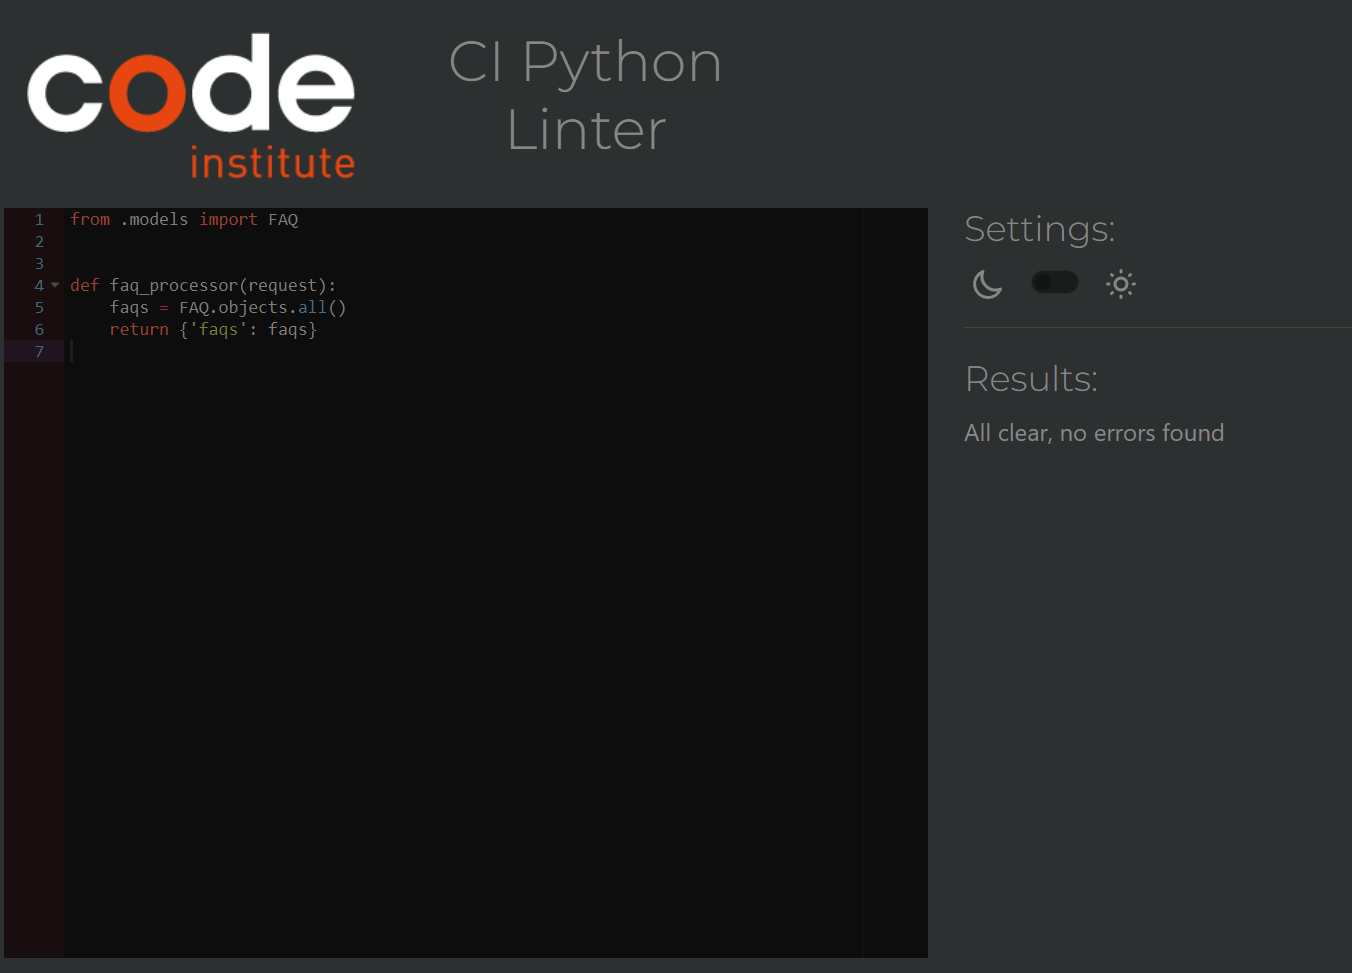 code
institute
CI Python
Linter
1 from .models import FAQ
2
3
4 def faq_processor(request):
5     faqs = FAQ.objects.all()
6     return {'faqs': faqs}
7
Settings:
Results:
All clear, no errors found